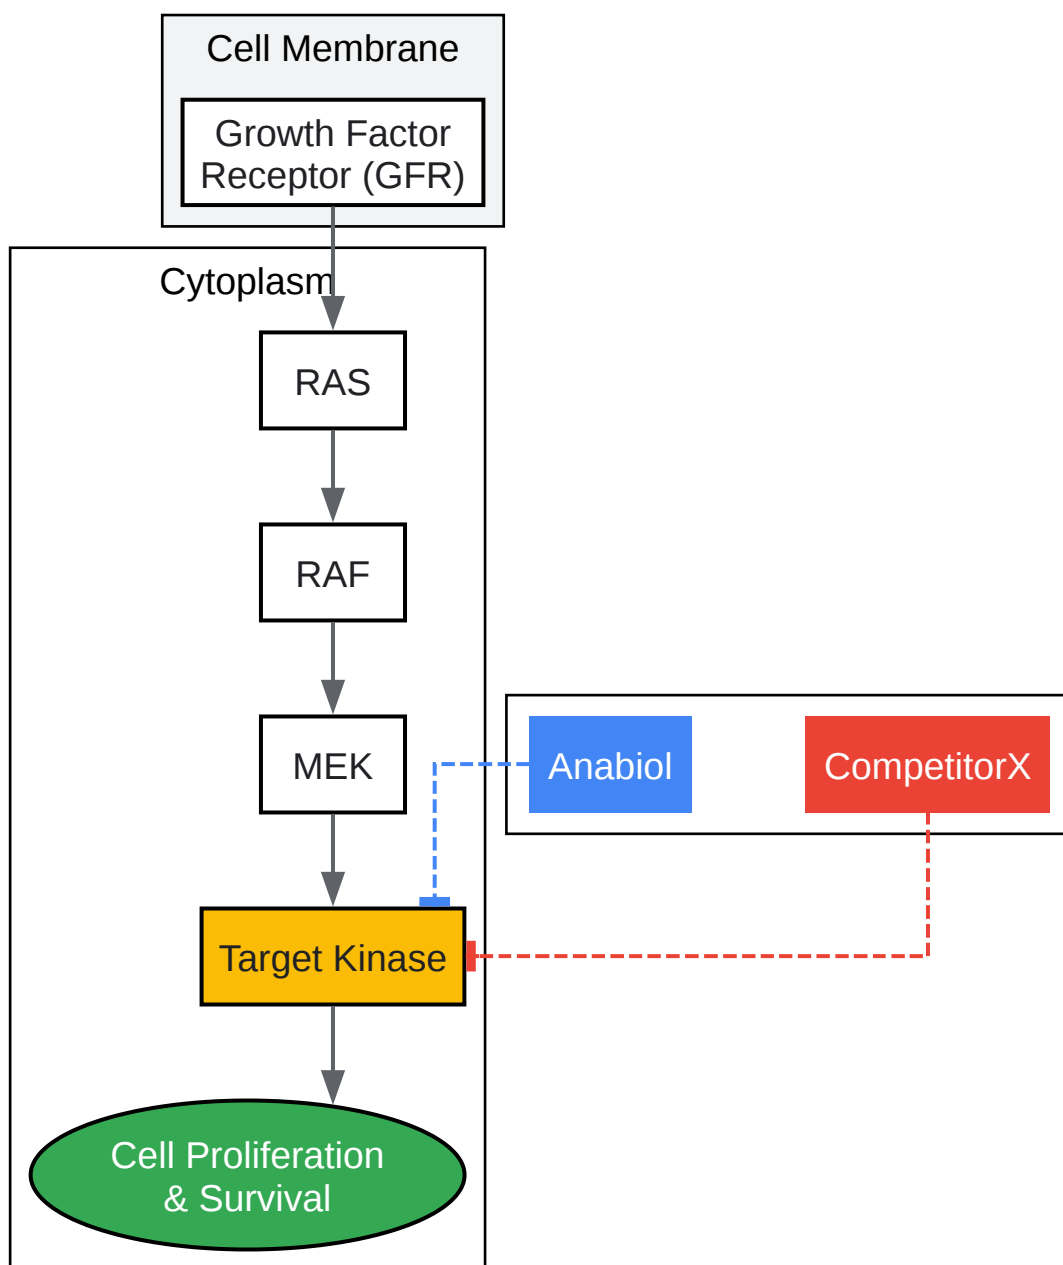 Cell Membrane
Growth Factor
Receptor (GFR)
Cytoplasm
RAS
RAF
MEK
Anabiol
CompetitorX
Target Kinase
Cell Proliferation
& Survival